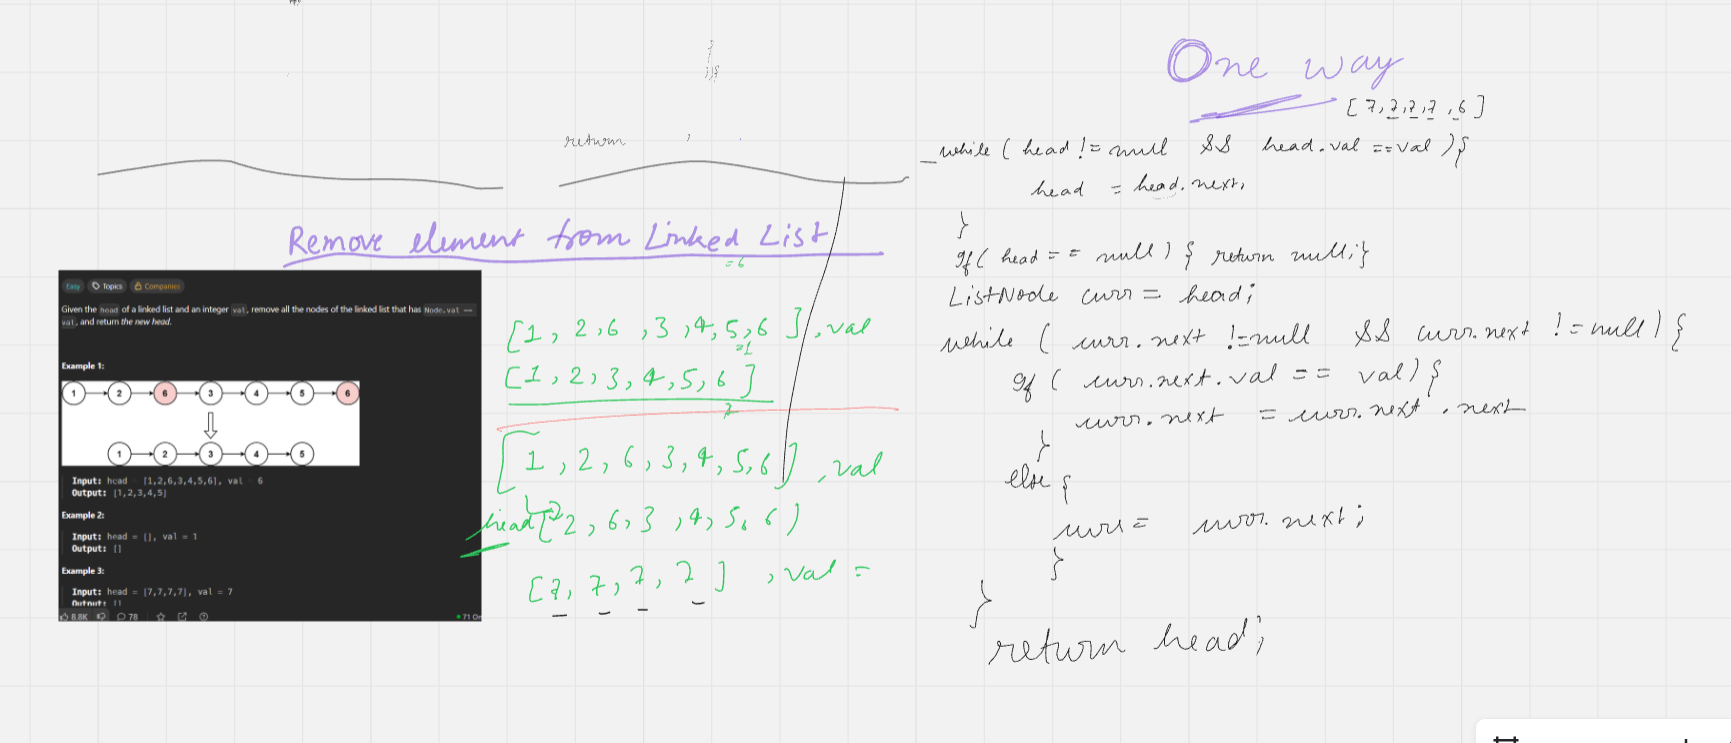 return
One way
[ 7, 7, 7, 7, 6 ]
Remove element from Linked List
= 6
Easy Topics Companies
Given the head of a linked list and an integer val, remove all the nodes of the linked list that has Node.val ==
val, and return the new head.
Example 1:
1 2 6 3 4 5 6
1 2 3 4 5
Input: head = [1,2,6,3,4,5,6], val = 6
Output: [1,2,3,4,5]
Example 2:
Input: head = [], val = 1
Output: []
Example 3:
Input: head = [7,7,7,7], val = 7
Output: []
8.8K 78
[1, 2, 6, 3, 4, 5, 6], val
=1
[1, 2, 3, 4, 5, 6]
[1, 2, 6, 3, 4, 5, 6], val
head [2, 6, 3, 4, 5, 6)
[7, 7, 7, 7], val =
while ( head != null && head.val == val ) {
head = head.next;
}
If ( head == null ) { return null; }
ListNode curr = head;
while ( curr.next != null && curr.next != null ) {
If ( curr.next.val == val) {
curr.next = curr.next.next
}
else {
curr = curr.next;
}
}
return head;